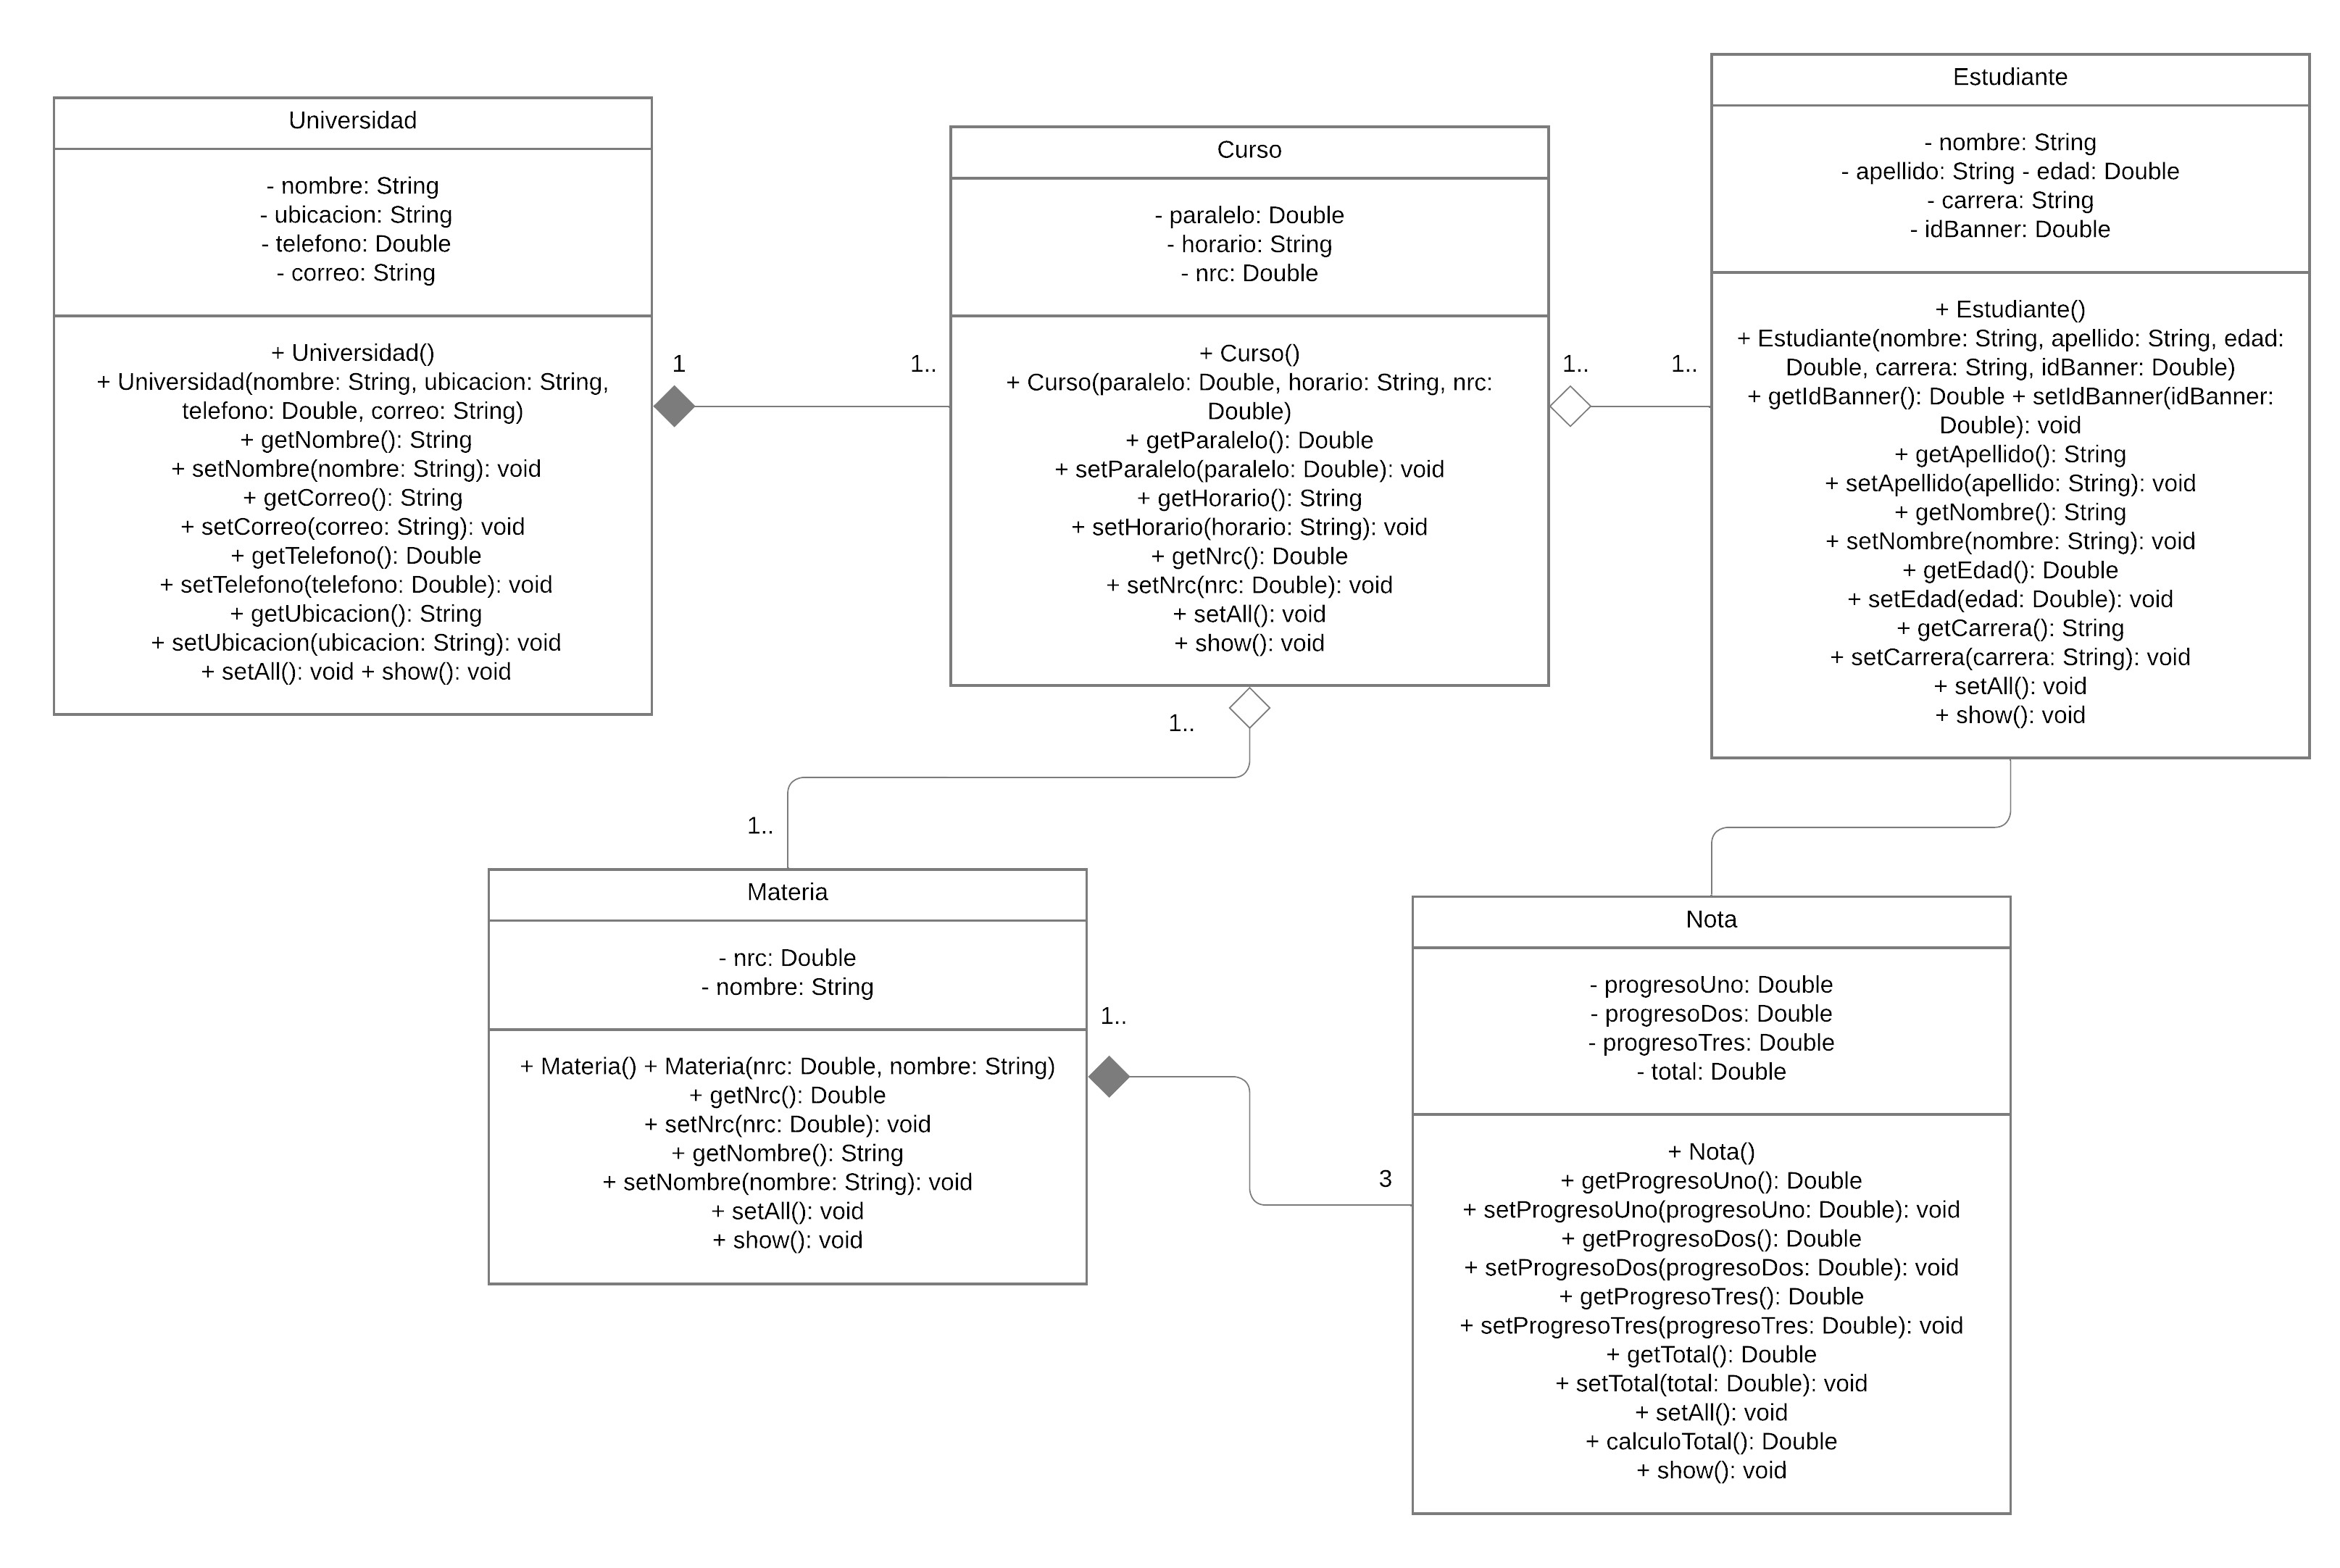 Universidad
- nombre: String
- ubicacion: String
- telefono: Double
- correo: String
+ Universidad()
+ Universidad(nombre: String, ubicacion: String,
telefono: Double, correo: String)
+ getNombre(): String
+ setNombre(nombre: String): void
+ getCorreo(): String
+ setCorreo(correo: String): void
+ getTelefono(): Double
+ setTelefono(telefono: Double): void
+ getUbicacion(): String
+ setUbicacion(ubicacion: String): void
+ setAll(): void + show(): void
1
1..
Curso
- paralelo: Double
- horario: String
- nrc: Double
+ Curso()
+ Curso(paralelo: Double, horario: String, nrc:
Double)
+ getParalelo(): Double
+ setParalelo(paralelo: Double): void
+ getHorario(): String
+ setHorario(horario: String): void
+ getNrc(): Double
+ setNrc(nrc: Double): void
+ setAll(): void
+ show(): void
1..
1..
Estudiante
- nombre: String
- apellido: String - edad: Double
- carrera: String
- idBanner: Double
+ Estudiante()
+ Estudiante(nombre: String, apellido: String, edad:
Double, carrera: String, idBanner: Double)
+ getIdBanner(): Double + setIdBanner(idBanner:
Double): void
+ getApellido(): String
+ setApellido(apellido: String): void
+ getNombre(): String
+ setNombre(nombre: String): void
+ getEdad(): Double
+ setEdad(edad: Double): void
+ getCarrera(): String
+ setCarrera(carrera: String): void
+ setAll(): void
+ show(): void
1..
1..
Materia
- nrc: Double
- nombre: String
+ Materia() + Materia(nrc: Double, nombre: String)
+ getNrc(): Double
+ setNrc(nrc: Double): void
+ getNombre(): String
+ setNombre(nombre: String): void
+ setAll(): void
+ show(): void
1..
3
Nota
- progresoUno: Double
- progresoDos: Double
- progresoTres: Double
- total: Double
+ Nota()
+ getProgresoUno(): Double
+ setProgresoUno(progresoUno: Double): void
+ getProgresoDos(): Double
+ setProgresoDos(progresoDos: Double): void
+ getProgresoTres(): Double
+ setProgresoTres(progresoTres: Double): void
+ getTotal(): Double
+ setTotal(total: Double): void
+ setAll(): void
+ calculoTotal(): Double
+ show(): void